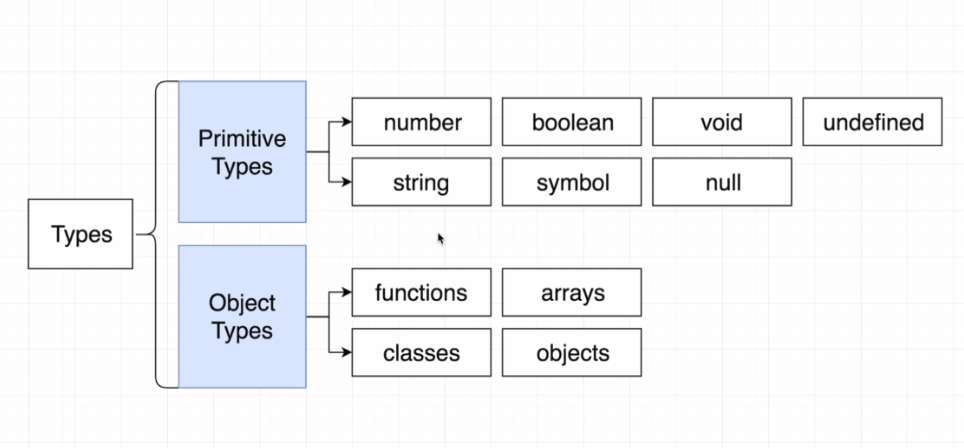 Types
Primitive
Types
number
boolean
void
undefined
string
symbol
null
Object
Types
functions
arrays
classes
objects